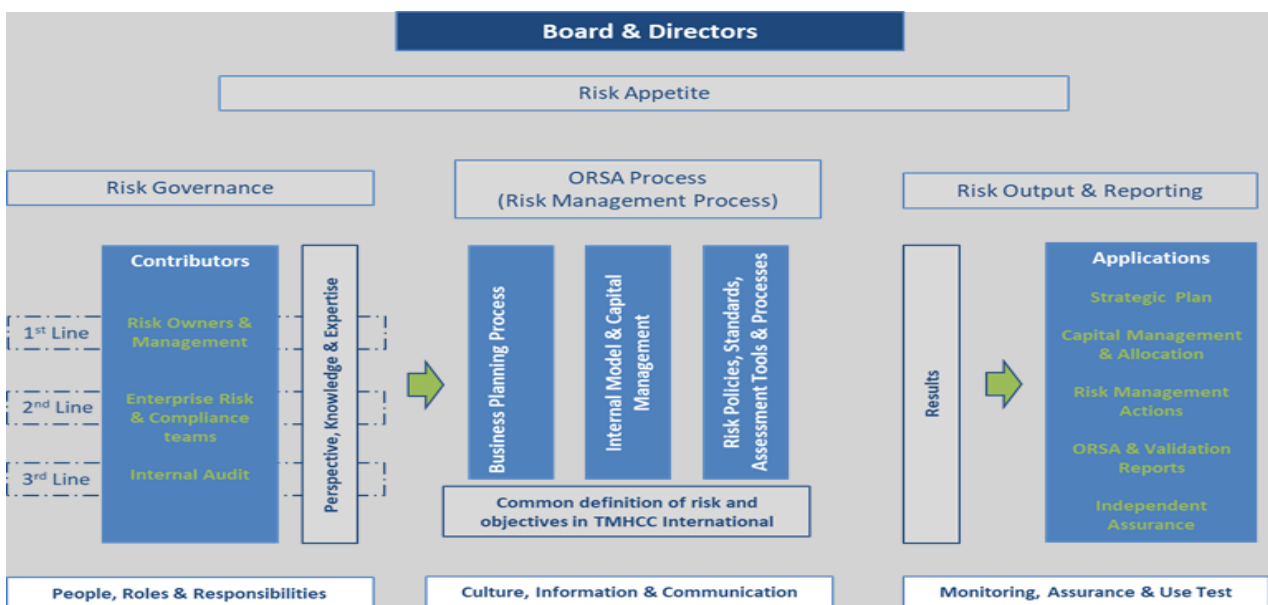 Board & Directors
Risk Appetite
Risk Governance
ORSA Process
(Risk Management Process)
Risk Output & Reporting
Contributors
1st Line
Risk Owners &
Management
2nd Line
Enterprise Risk
& Compliance
teams
3rd Line
Internal Audit
Perspective, Knowledge & Expertise
Business Planning Process
Internal Model & Capital
Management
Risk Policies, Standards,
Assessment Tools & Processes
Common definition of risk and
objectives in TMHCC International
Results
Applications
Strategic Plan
Capital Management
& Allocation
Risk Management
Actions
ORSA & Validation
Reports
Independent
Assurance
People, Roles & Responsibilities
Culture, Information & Communication
Monitoring, Assurance & Use Test